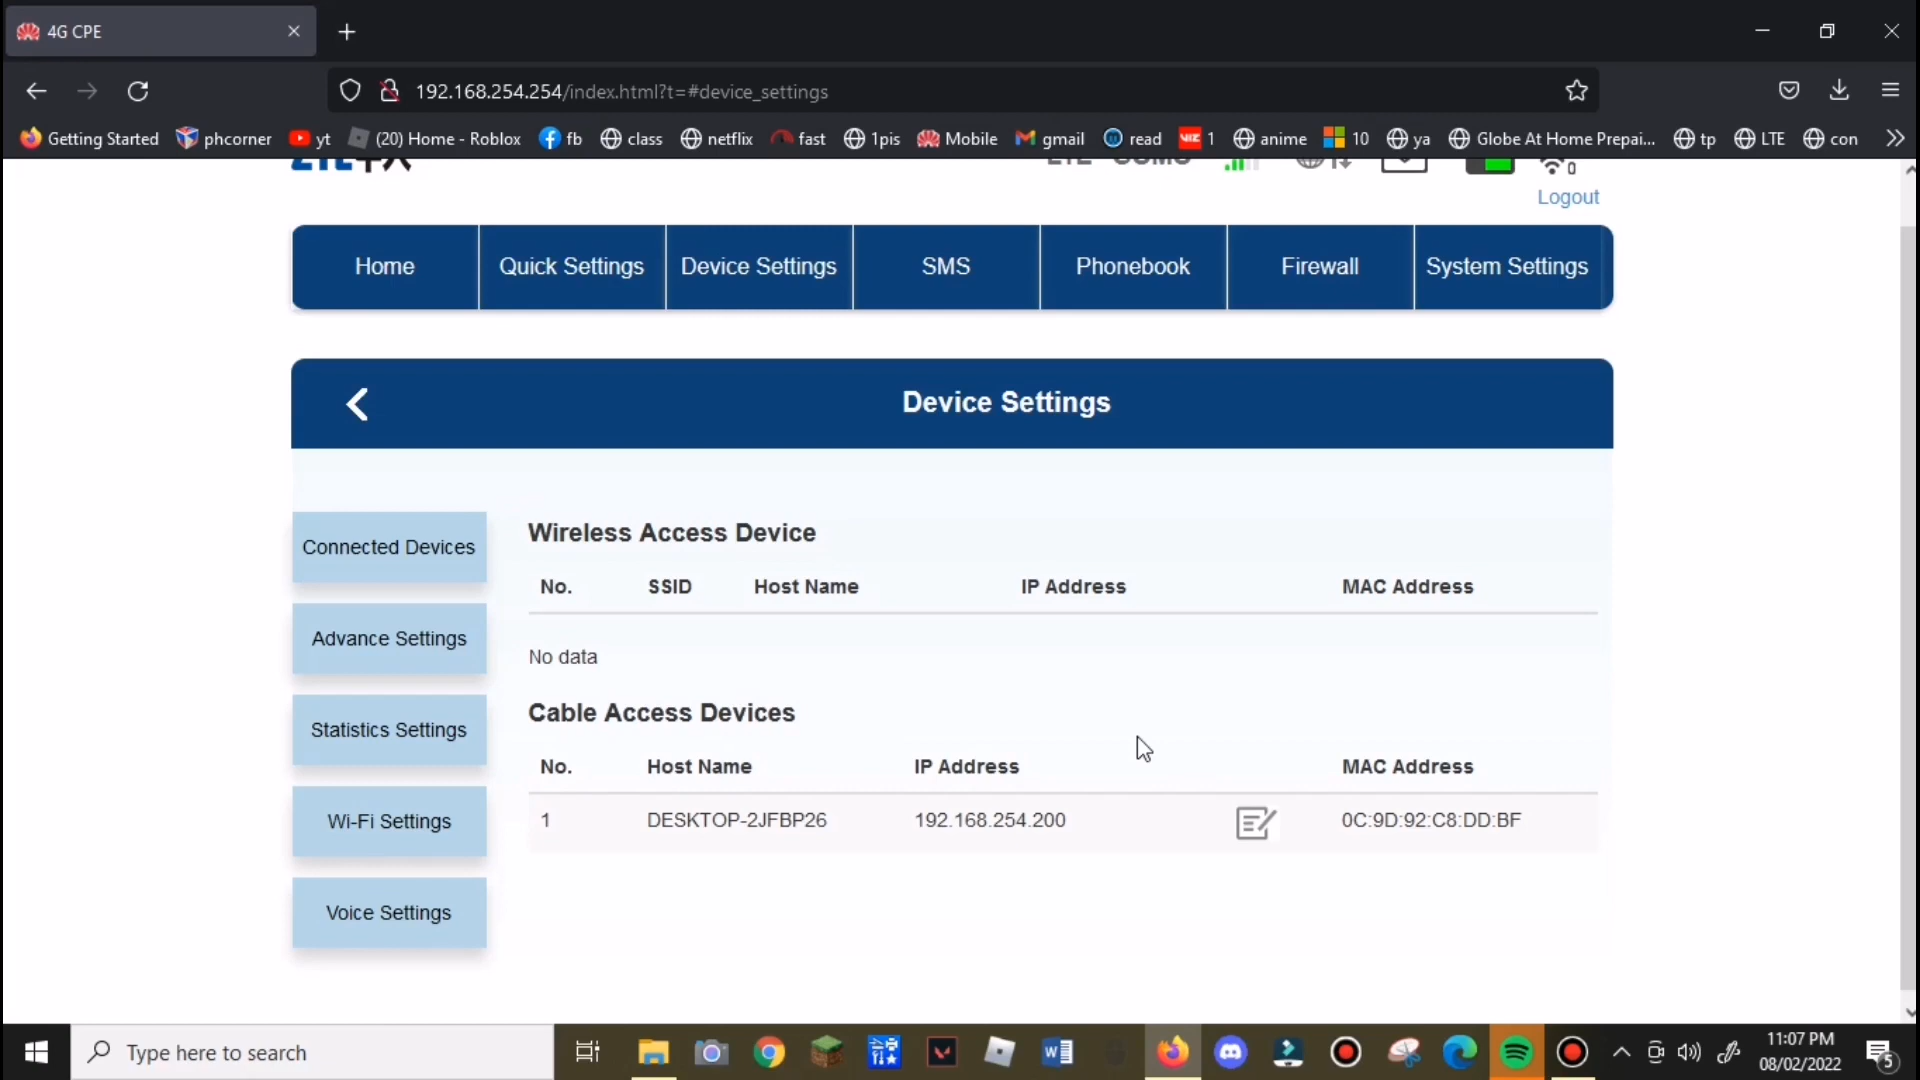 4G CPE
192.168.254.254/index.html?t=#device_settings
Getting Started phcorner yt (20) Home - Roblox fb class netflix fast 1pis Mobile gmail read VIZ 1 anime 10 ya Globe At Home Prepai... tp LTE con
0
Logout
Home Quick Settings Device Settings SMS Phonebook Firewall System Settings
Device Settings
Connected Devices
Advance Settings
Statistics Settings
Wi-Fi Settings
Voice Settings
Wireless Access Device
No. SSID Host Name IP Address MAC Address
No data
Cable Access Devices
No. Host Name IP Address MAC Address
1 DESKTOP-2JFBP26 192.168.254.200 0C:9D:92:C8:DD:BF
Type here to search
11:07 PM
08/02/2022
5